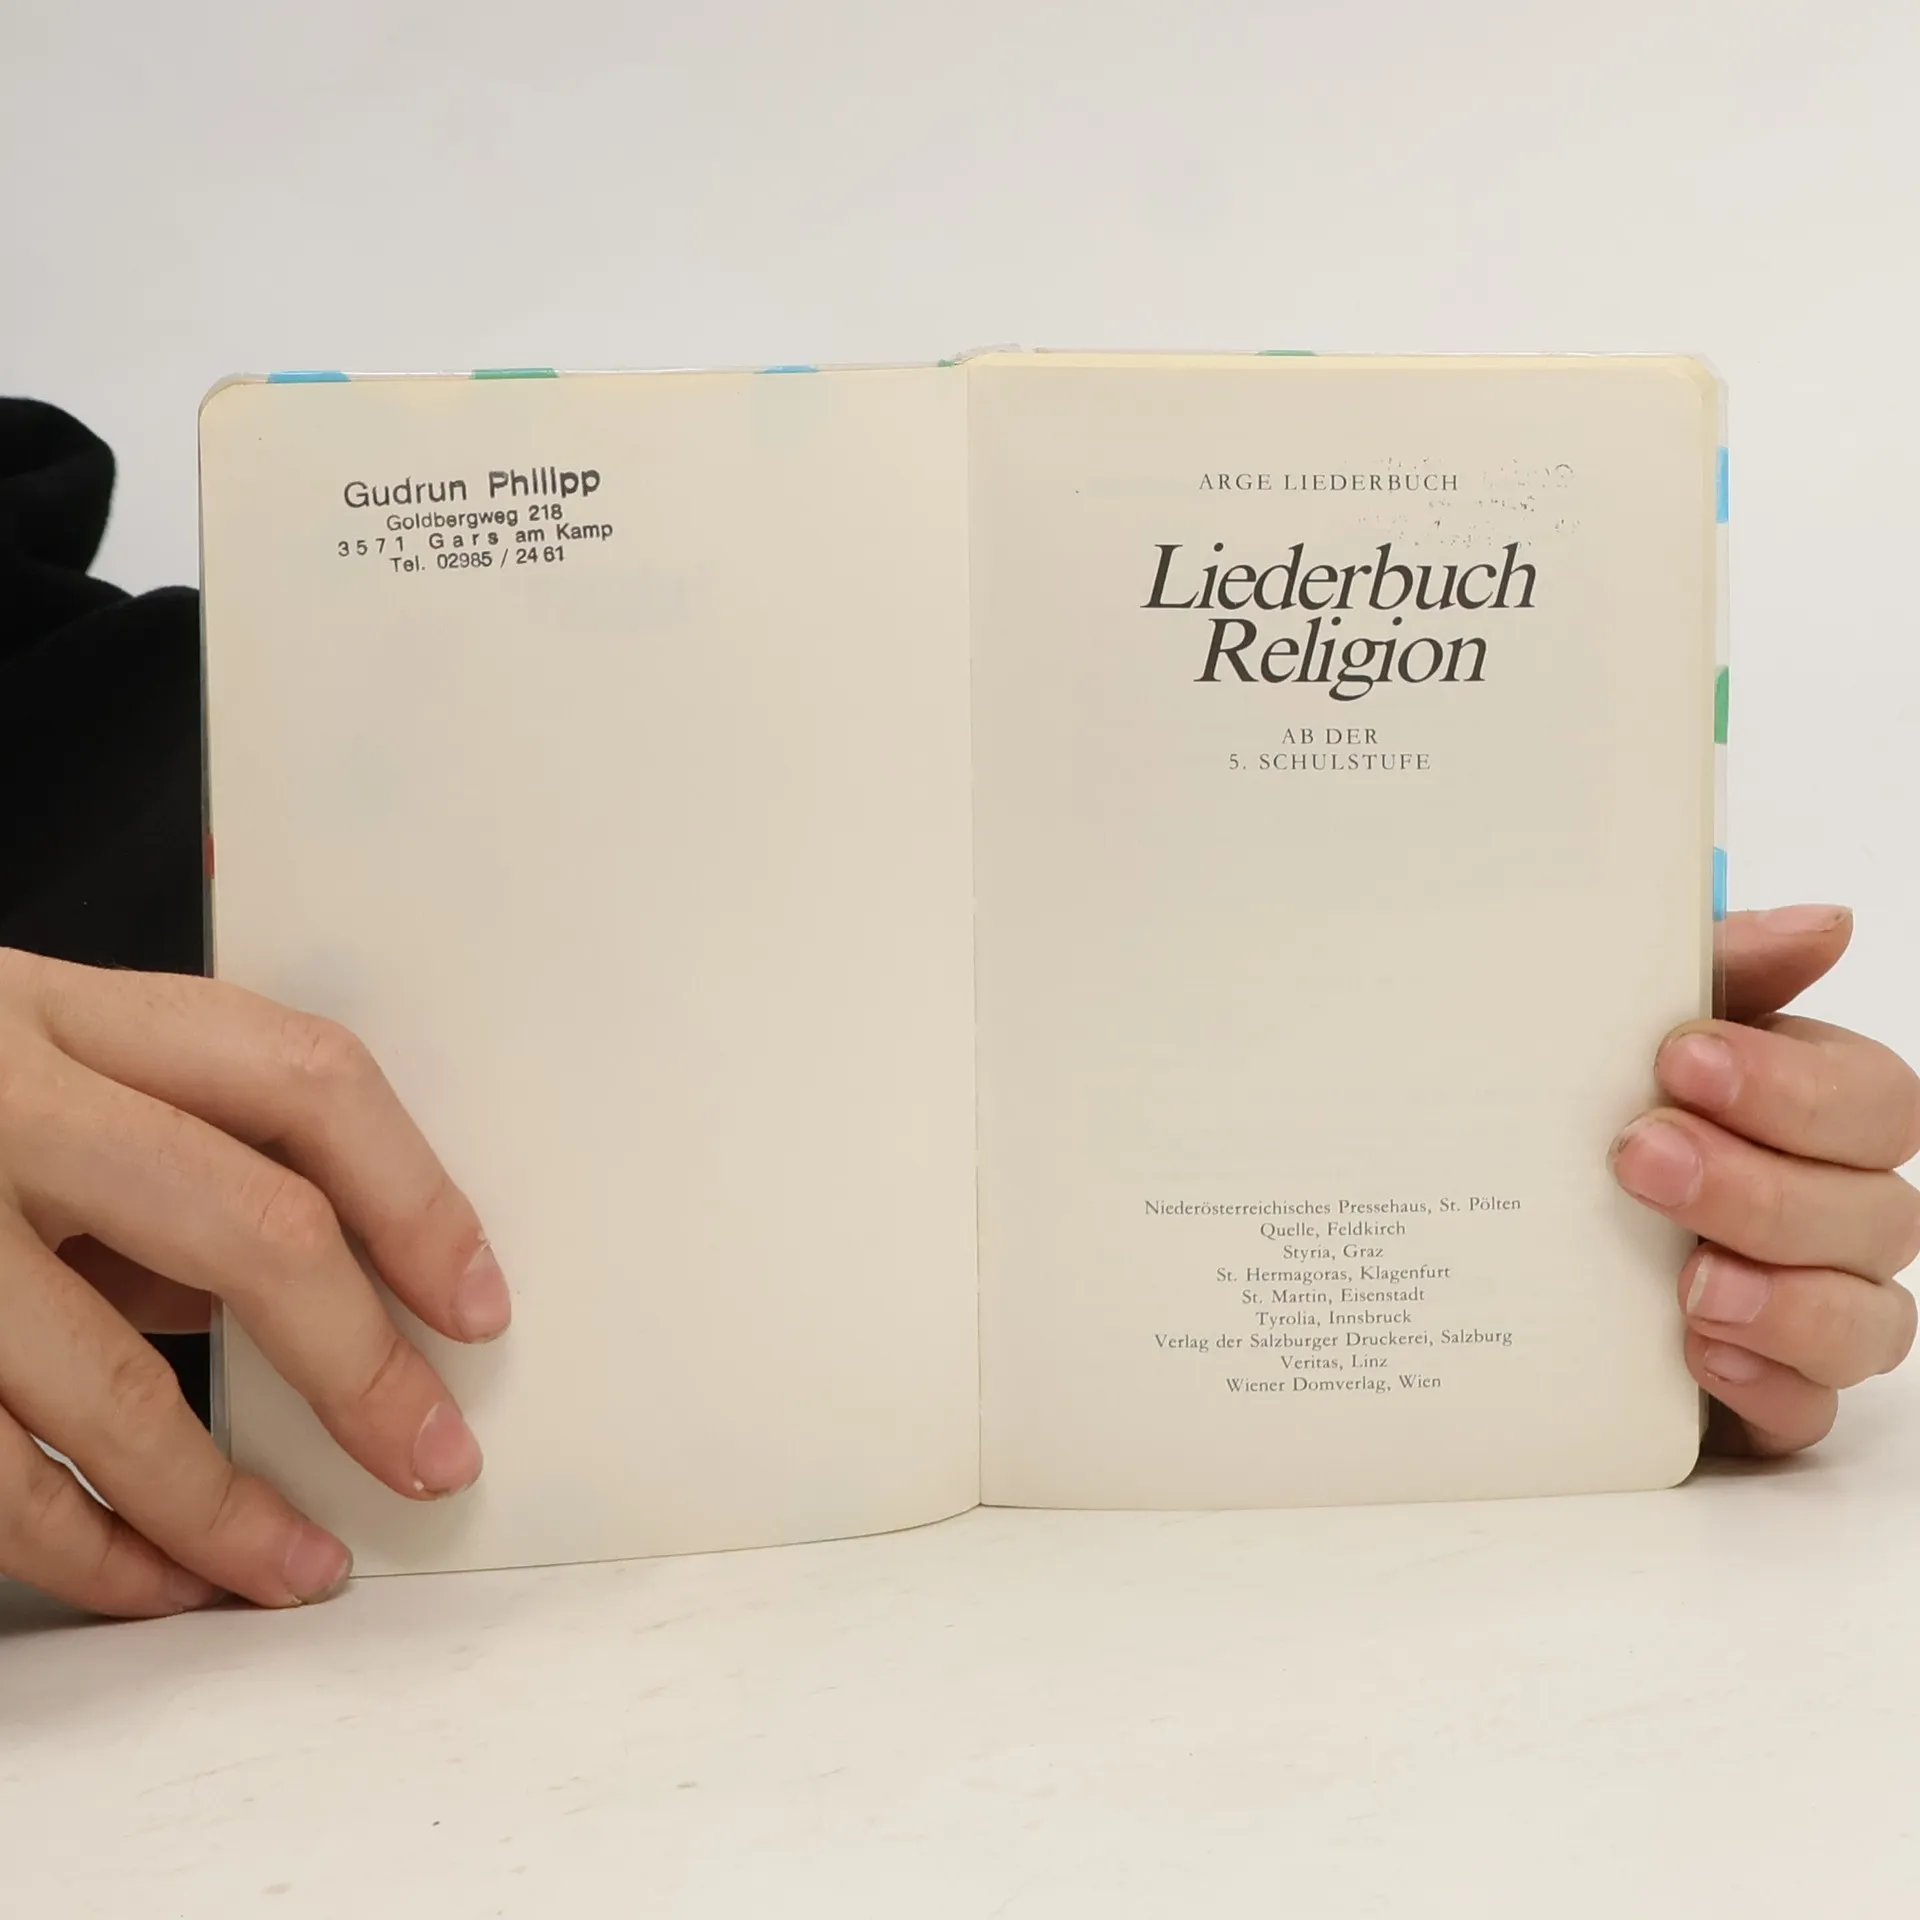 Gudrun Philipp
Goldbergweg 218
3571 Gars am Kamp
Tel. 02985 / 24 61
ARGE LIEDERBUCH
Liederbuch
Religion
AB DER
5. SCHULSTUFE
Niederösterreichisches Pressehaus, St. Pölten
Quelle, Feldkirch
Styria, Graz
St. Hermagoras, Klagenfurt
St. Martin, Eisenstadt
Tyrolia, Innsbruck
Verlag der Salzburger Druckerei, Salzburg
Veritas, Linz
Wiener Domverlag, Wien